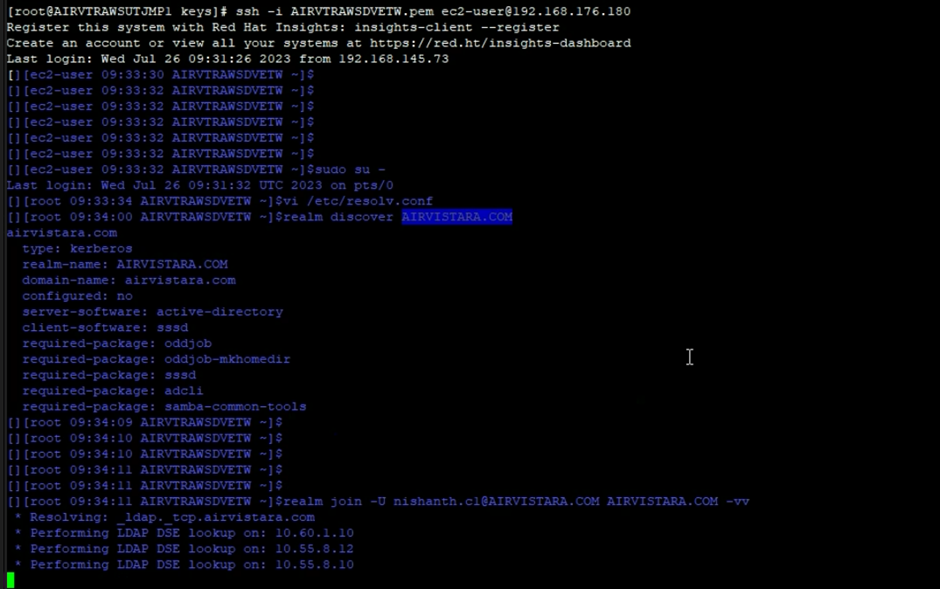 [root@AIRVTRAWSUTJMP1 keys]# ssh -i AIRVTRAWSDVETW.pem ec2-user@192.168.176.180
Register this system with Red Hat Insights: insights-client --register
Create an account or view all your systems at https://red.ht/insights-dashboard
Last login: Wed Jul 26 09:31:26 2023 from 192.168.145.73
[][ec2-user 09:33:30 AIRVTRAWSDVETW ~]$
[][ec2-user 09:33:32 AIRVTRAWSDVETW ~]$
[][ec2-user 09:33:32 AIRVTRAWSDVETW ~]$
[][ec2-user 09:33:32 AIRVTRAWSDVETW ~]$
[][ec2-user 09:33:32 AIRVTRAWSDVETW ~]$
[][ec2-user 09:33:32 AIRVTRAWSDVETW ~]$
[][ec2-user 09:33:32 AIRVTRAWSDVETW ~]$sudo su -
Last login: Wed Jul 26 09:31:32 UTC 2023 on pts/0
[][root 09:33:34 AIRVTRAWSDVETW ~]$vi /etc/resolv.conf
[][root 09:34:00 AIRVTRAWSDVETW ~]$realm discover AIRVISTARA.COM
airvistara.com
  type: kerberos
  realm-name: AIRVISTARA.COM
  domain-name: airvistara.com
  configured: no
  server-software: active-directory
  client-software: sssd
  required-package: oddjob
  required-package: oddjob-mkhomedir
  required-package: sssd
  required-package: adcli
  required-package: samba-common-tools
[][root 09:34:09 AIRVTRAWSDVETW ~]$
[][root 09:34:10 AIRVTRAWSDVETW ~]$
[][root 09:34:10 AIRVTRAWSDVETW ~]$
[][root 09:34:11 AIRVTRAWSDVETW ~]$
[][root 09:34:11 AIRVTRAWSDVETW ~]$
[][root 09:34:11 AIRVTRAWSDVETW ~]$realm join -U nishanth.c1@AIRVISTARA.COM AIRVISTARA.COM -vv
 * Resolving: _ldap._tcp.airvistara.com
 * Performing LDAP DSE lookup on: 10.60.1.10
 * Performing LDAP DSE lookup on: 10.55.8.12
 * Performing LDAP DSE lookup on: 10.55.8.10